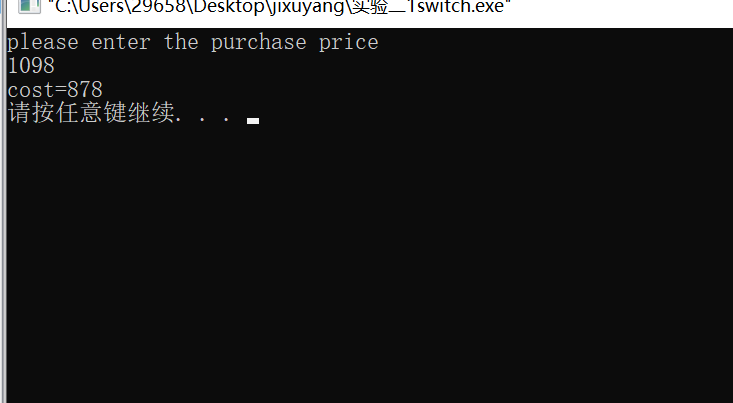 "C:\Users\29658\Desktop\jixuyang\实验二1switch.exe"
please enter the purchase price
1098
cost=878
请按任意键继续. . .